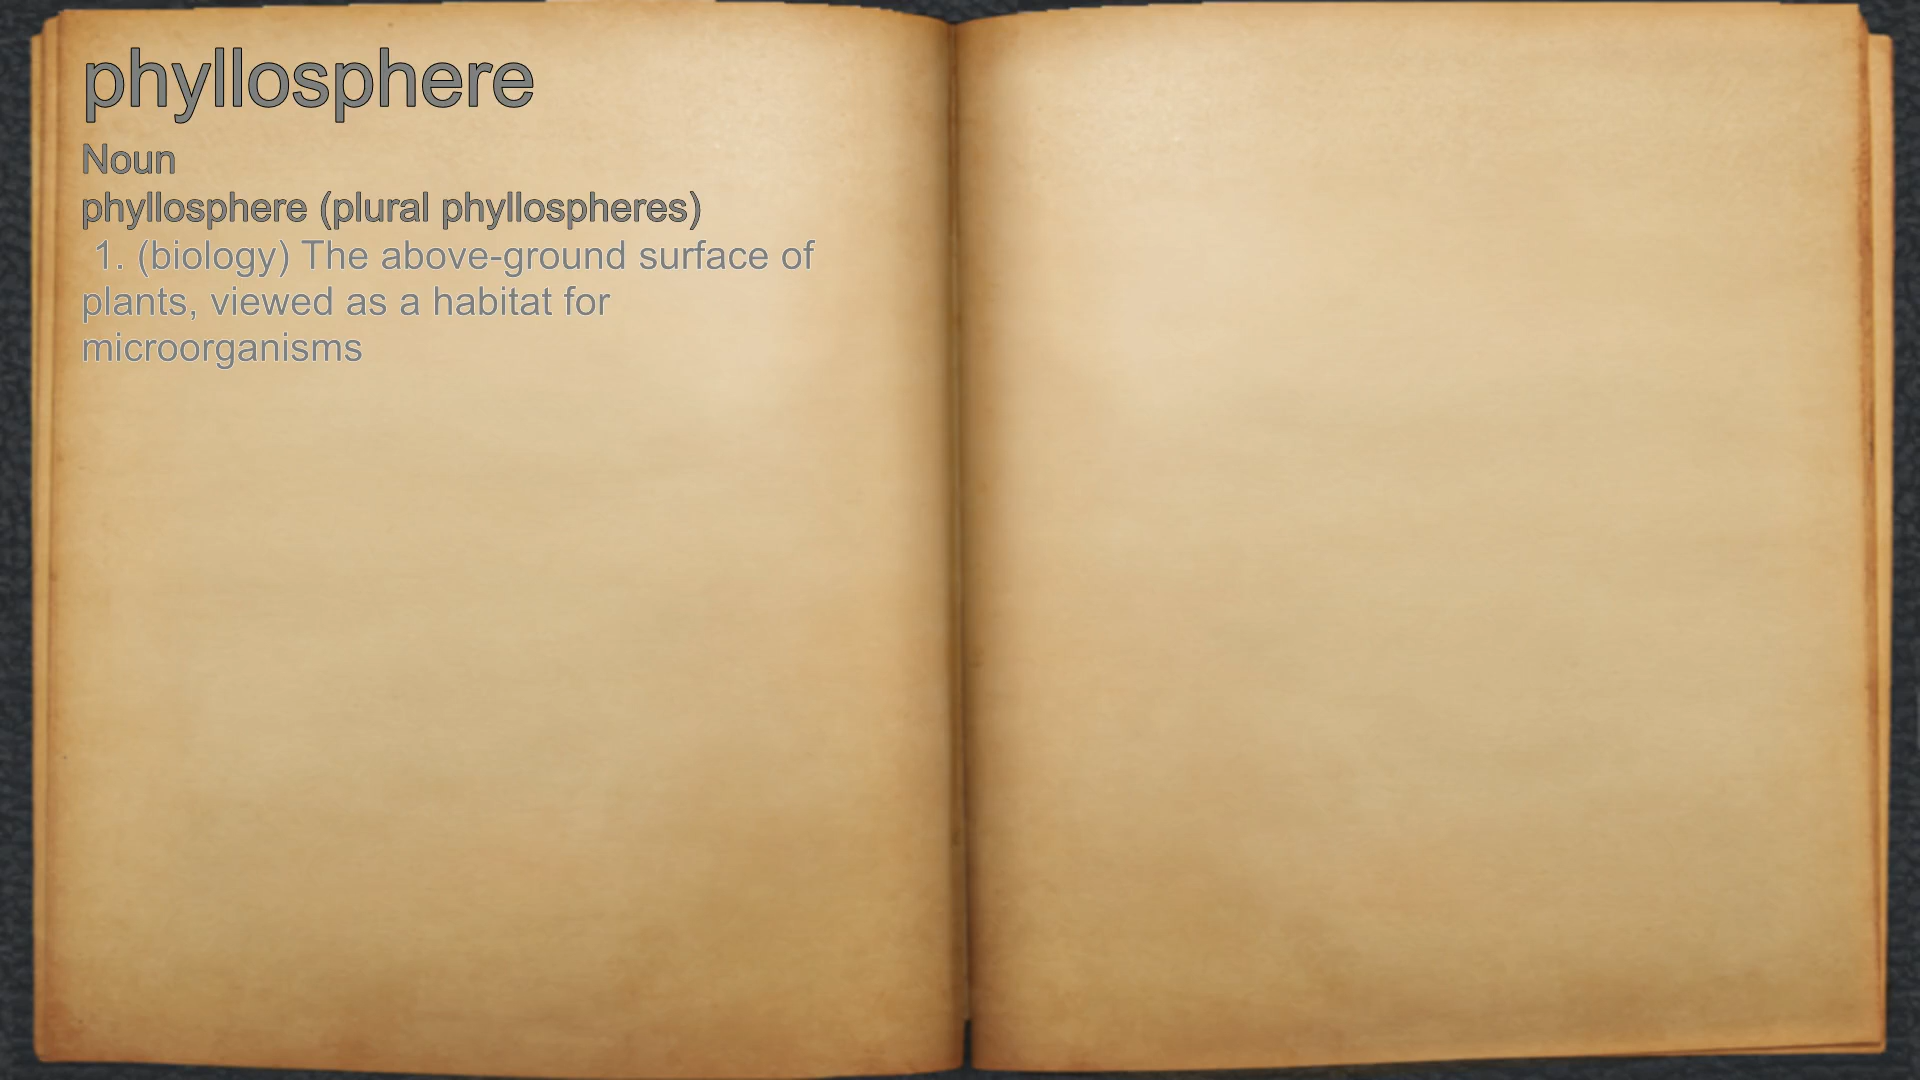 phyllosphere
Noun
phyllosphere (plural phyllospheres)
1. (biology) The above-ground surface of
plants, viewed as a habitat for
microorganisms